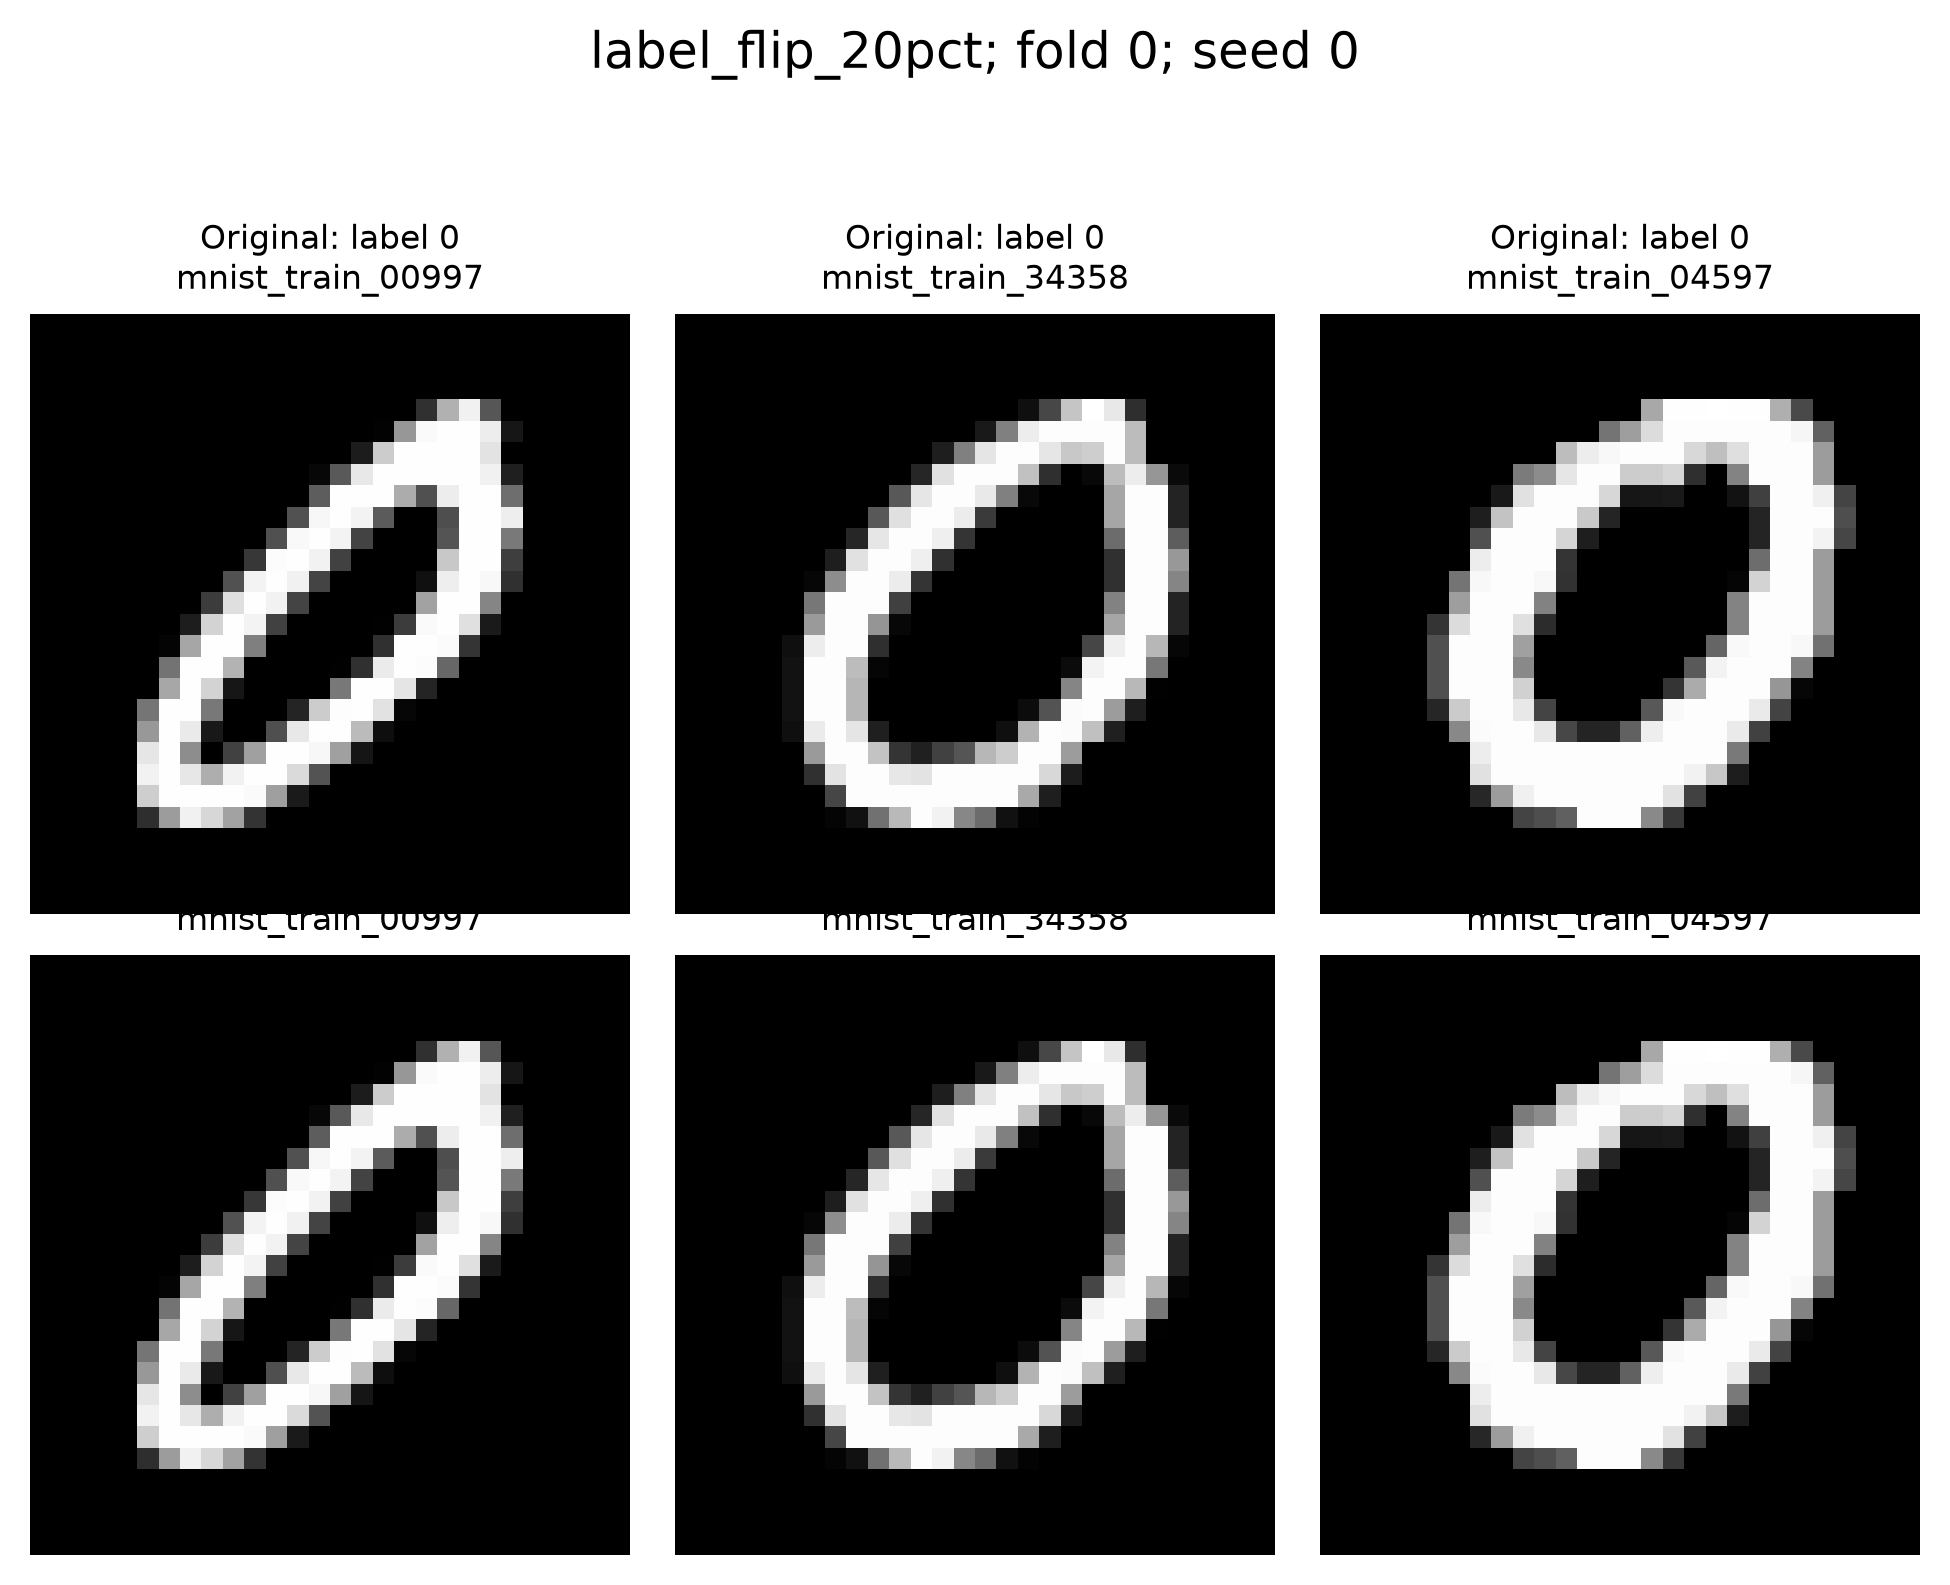 label_flip_20pct; fold 0; seed 0
Original: label 0
mnist_train_00997
Original: label 0
mnist_train_34358
Original: label 0
mnist_train_04597
mnist_train_00997
mnist_train_34358
mnist_train_04597